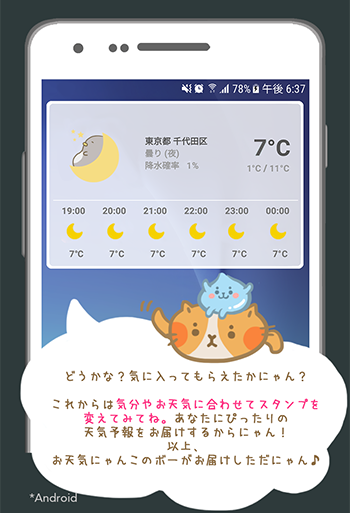 78% 午後 6:37
東京都 千代田区
曇り (夜)
降水確率 1%
7°C
1°C / 11°C
19:00 20:00 21:00 22:00 23:00 00:00
7°C 7°C 7°C 7°C 7°C 7°C
どうかな？気に入ってもらえたかにゃん？
これからは気分やお天気に合わせてスタンプを
変えてみてね。あなたにぴったりの
天気予報をお届けするからにゃん！
以上、
お天気にゃんこのボーがお届けしただにゃん♪
*Android